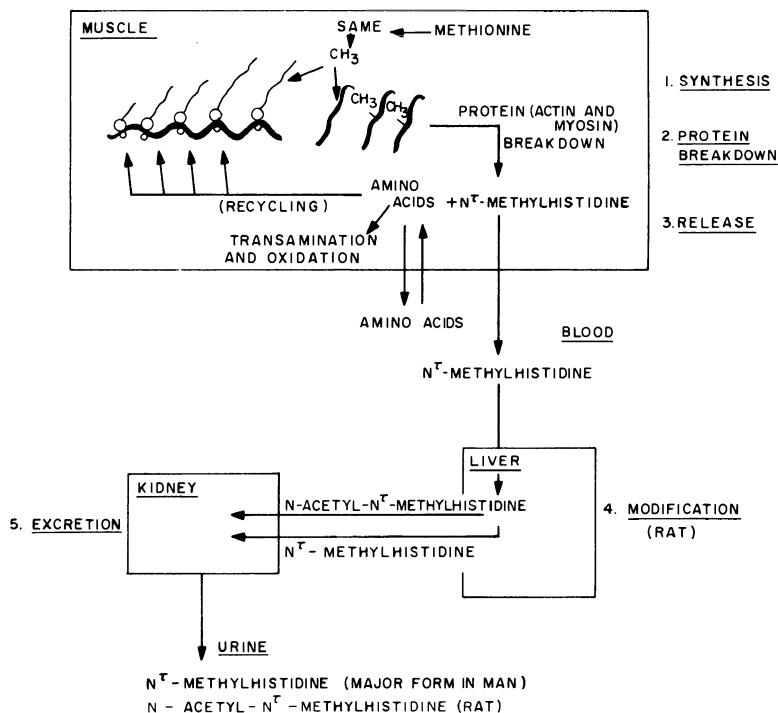 MUSCLE
SAME
METHIONINE
CH3
CH3
CH3
PROTEIN (ACTIN AND
MYOSIN)
BREAKDOWN
AMINO
ACIDS
+ Nτ-METHYLHISTIDINE
(RECYCLING)
TRANSAMINATION
AND OXIDATION
1. SYNTHESIS
2. PROTEIN
BREAKDOWN
3. RELEASE
AMINO ACIDS
BLOOD
Nτ-METHYLHISTIDINE
LIVER
KIDNEY
N-ACETYL-Nτ-METHYLHISTIDINE
Nτ- METHYLHISTIDINE
4. MODIFICATION
(RAT)
5. EXCRETION
URINE
Nτ-METHYLHISTIDINE (MAJOR FORM IN MAN)
N - ACETYL-Nτ-METHYLHISTIDINE (RAT)